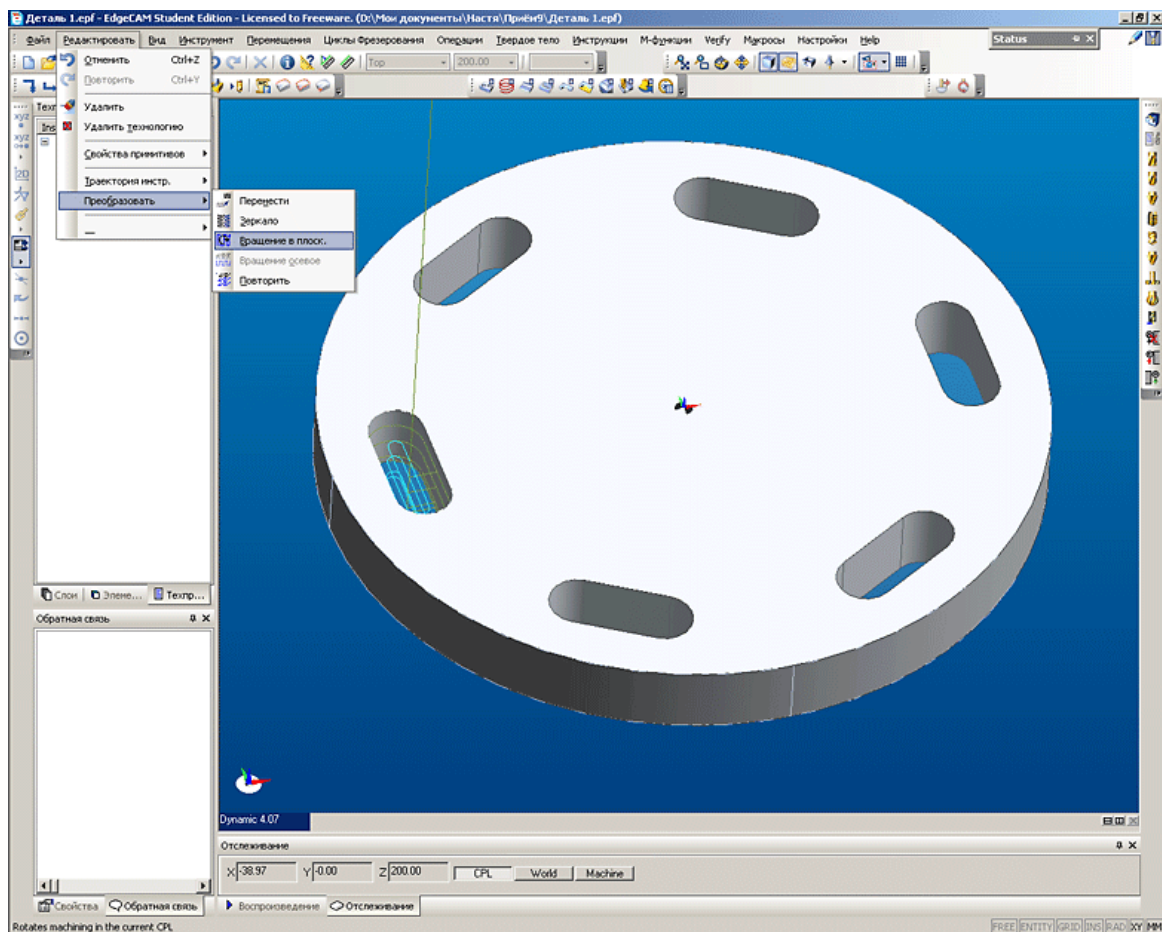 Деталь 1.epf - EdgeCAM Student Edition - Licensed to Freeware. (D:\Мои документы\Настя\Приём9\Деталь 1.epf)
Файл Редактировать Вид Инструмент Перемещения Циклы Фрезерования Операции Твердое тело Инструкции М-функции Verify Макросы Настройки Help
Status
Отменить Ctrl+Z
Повторить Ctrl+Y
Top 200.00
Удалить
Удалить технологию
Свойства примитивов
Траектория инстр.
Преобразовать
Перенести
Зеркало
Вращение в плоск.
Вращение осевое
Повторить
Слои Элеме... Техпр...
Обратная связь
Dynamic 4.07
Отслеживание
X -38.97 Y -0.00 Z 200.00 CPL World Machine
Свойства Обратная связь Воспроизведение Отслеживание
Rotates machining in the current CPL
FREE ENTITY GRID INS RAD XY MM